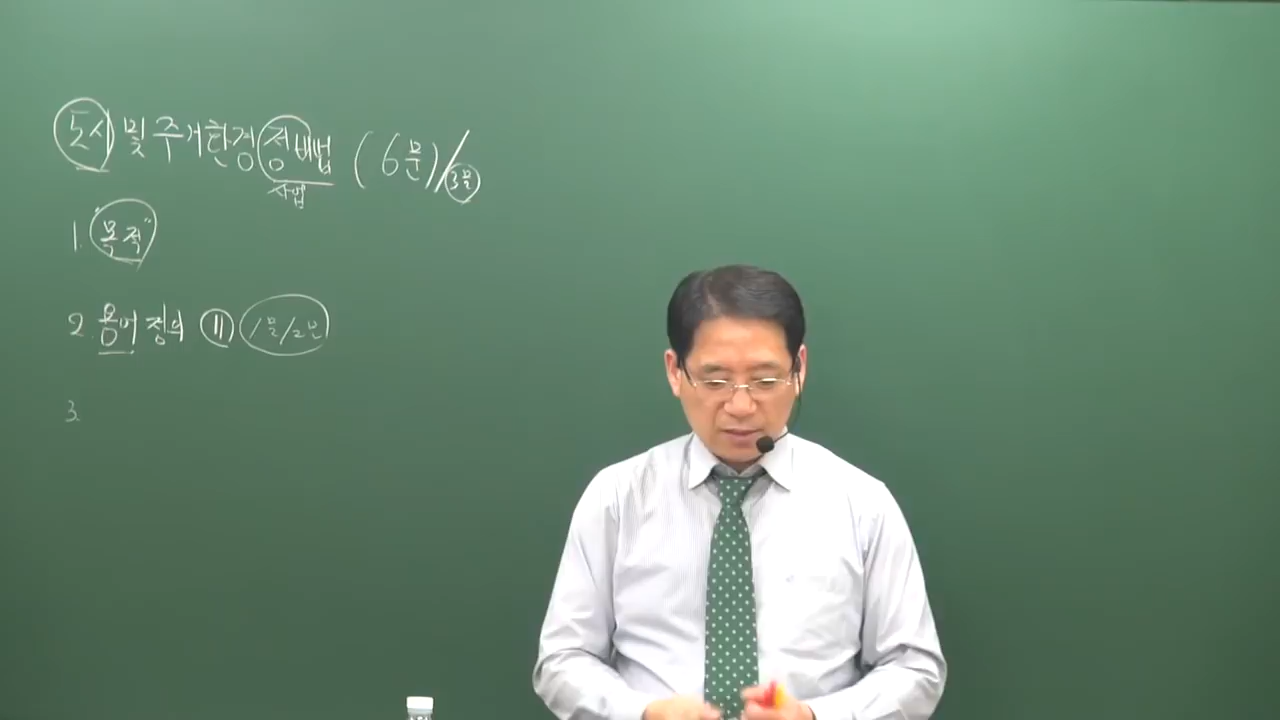 도시 및 주거환경정비법 (6문)/3문
사업
1. "목적"
2. 용어정의 ⑪ 1문/2문
3.